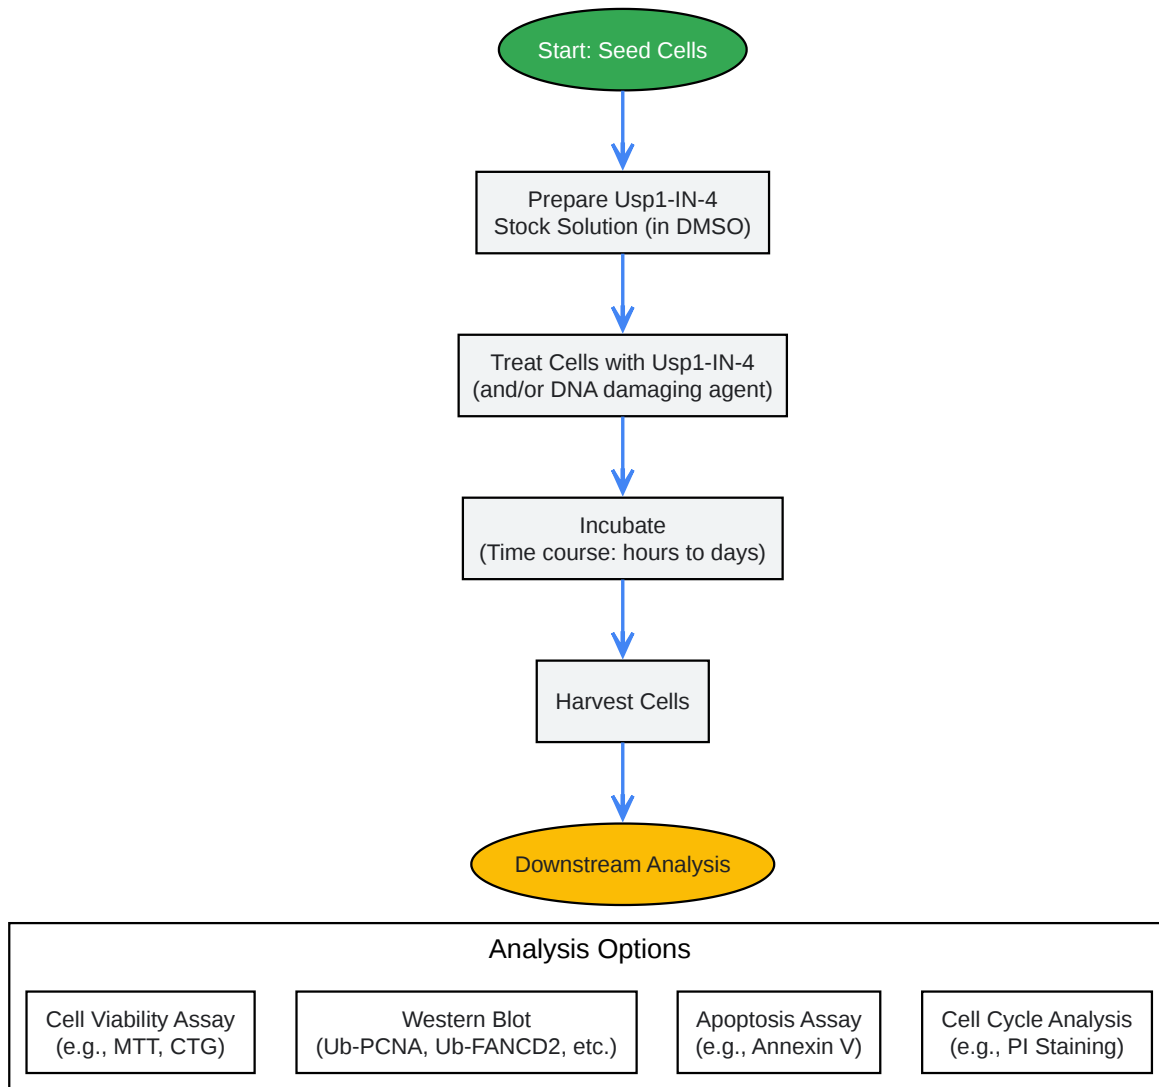 Start: Seed Cells
Prepare Usp1-IN-4
Stock Solution (in DMSO)
Treat Cells with Usp1-IN-4
(and/or DNA damaging agent)
Incubate
(Time course: hours to days)
Harvest Cells
Downstream Analysis
Analysis Options
Cell Viability Assay
(e.g., MTT, CTG)
Western Blot
(Ub-PCNA, Ub-FANCD2, etc.)
Apoptosis Assay
(e.g., Annexin V)
Cell Cycle Analysis
(e.g., PI Staining)